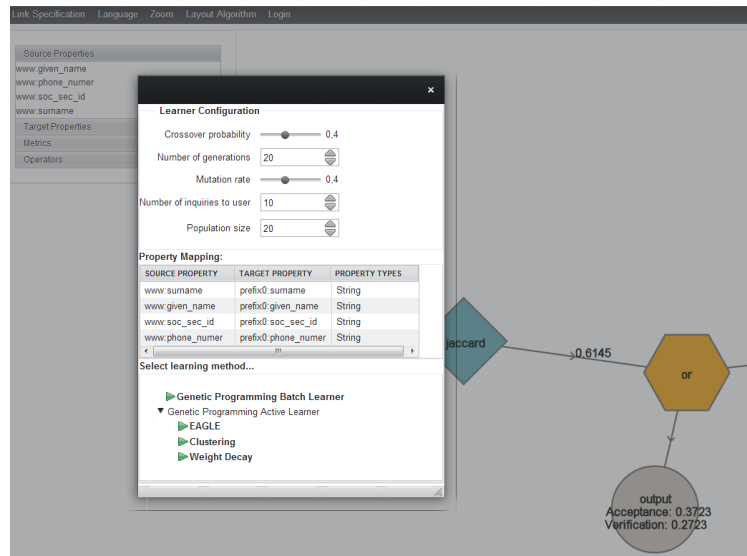 Link Specification Language Zoom Layout Algorithm Login
Source Properties
www:given_name
www:phone_numer
www:soc_sec_id
www:surname
Target Properties
Metrics
Operators
×
Learner Configuration
Crossover probability 0.4
Number of generations 20
Mutation rate 0.4
Number of inquiries to user 10
Population size 20
Property Mapping:
SOURCE PROPERTY TARGET PROPERTY PROPERTY TYPES
www:surname prefix0:surname String
www:given_name prefix0:given_name String
www:soc_sec_id prefix0:soc_sec_id String
www:phone_numer prefix0:phone_numer String
Select learning method...
Genetic Programming Batch Learner
Genetic Programming Active Learner
EAGLE
Clustering
Weight Decay
jaccard
0.6145
or
output
Acceptance: 0.3723
Verification: 0.2723